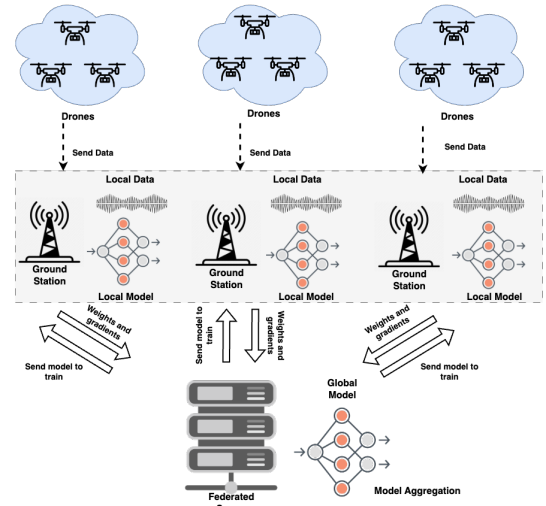 Drones
Drones
Drones
Send Data
Send Data
Send Data
Local Data
Local Data
Local Data
Ground
Station
Local Model
Ground
Station
Local Model
Ground
Station
Local Model
Weights and
gradients
Send model to
train
Send model to
train
Weights and
gradients
Weights and
gradients
Send model to
train
Global
Model
Model Aggregation
Federated